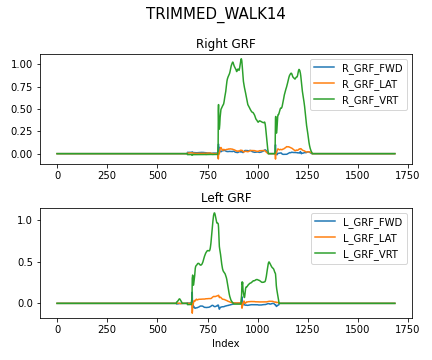 TRIMMED_WALK14
Right GRF
1.00
0.75
0.50
0.25
0.00
R_GRF_FWD
R_GRF_LAT
R_GRF_VRT
0 250 500 750 1000 1250 1500 1750
Left GRF
1.0
0.5
0.0
L_GRF_FWD
L_GRF_LAT
L_GRF_VRT
0 250 500 750 1000 1250 1500 1750
Index